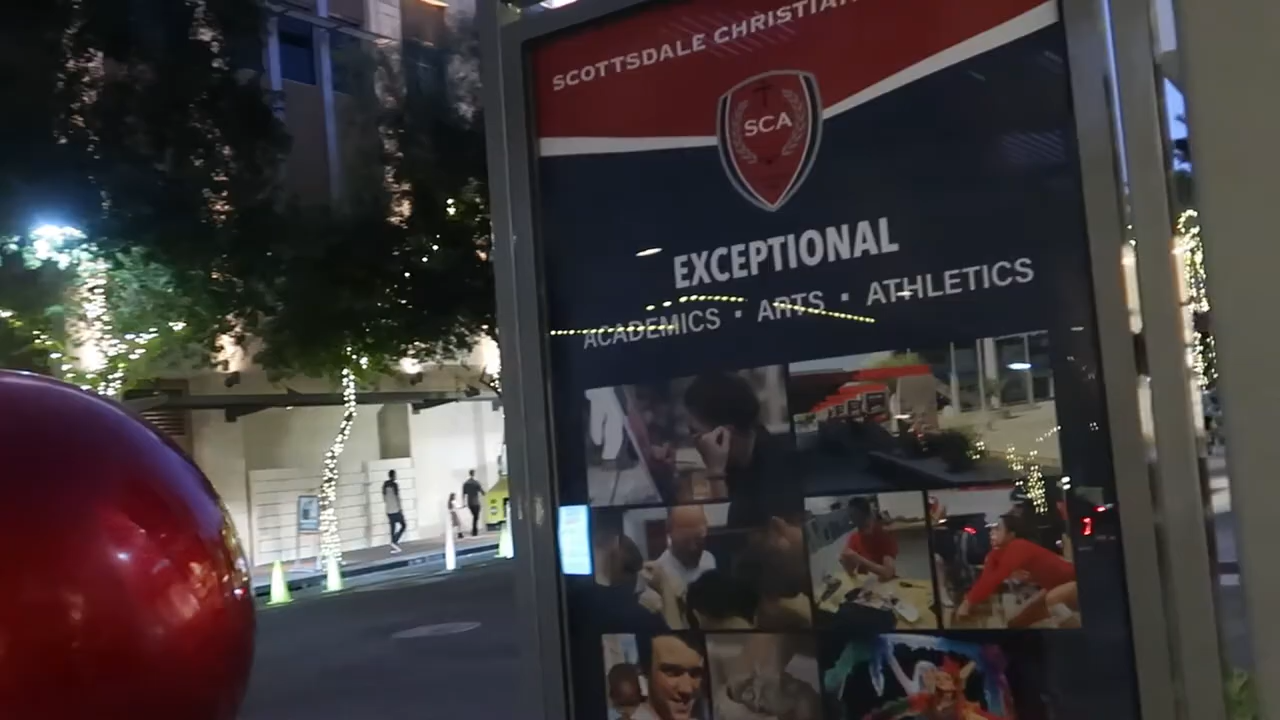 SCOTTSDALE CHRISTIAN
SCA
EXCEPTIONAL
ACADEMICS · ARTS · ATHLETICS